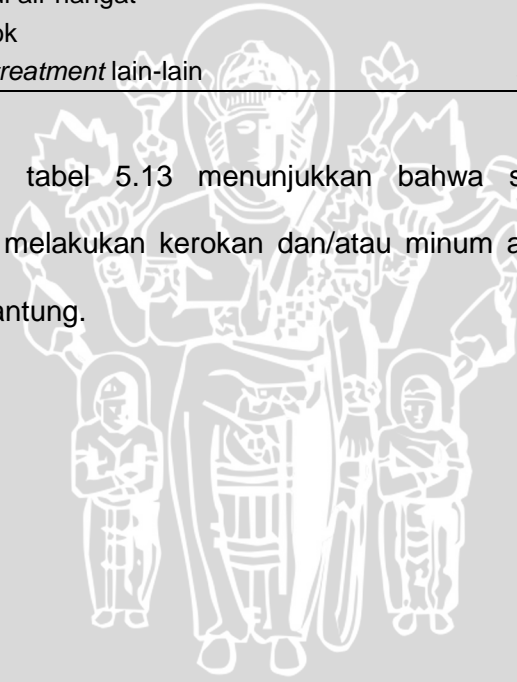 air hangat
ok
treatment lain-lain
tabel 5.13 menunjukkan bahwa s
melakukan kerokan dan/atau minum a
antung.